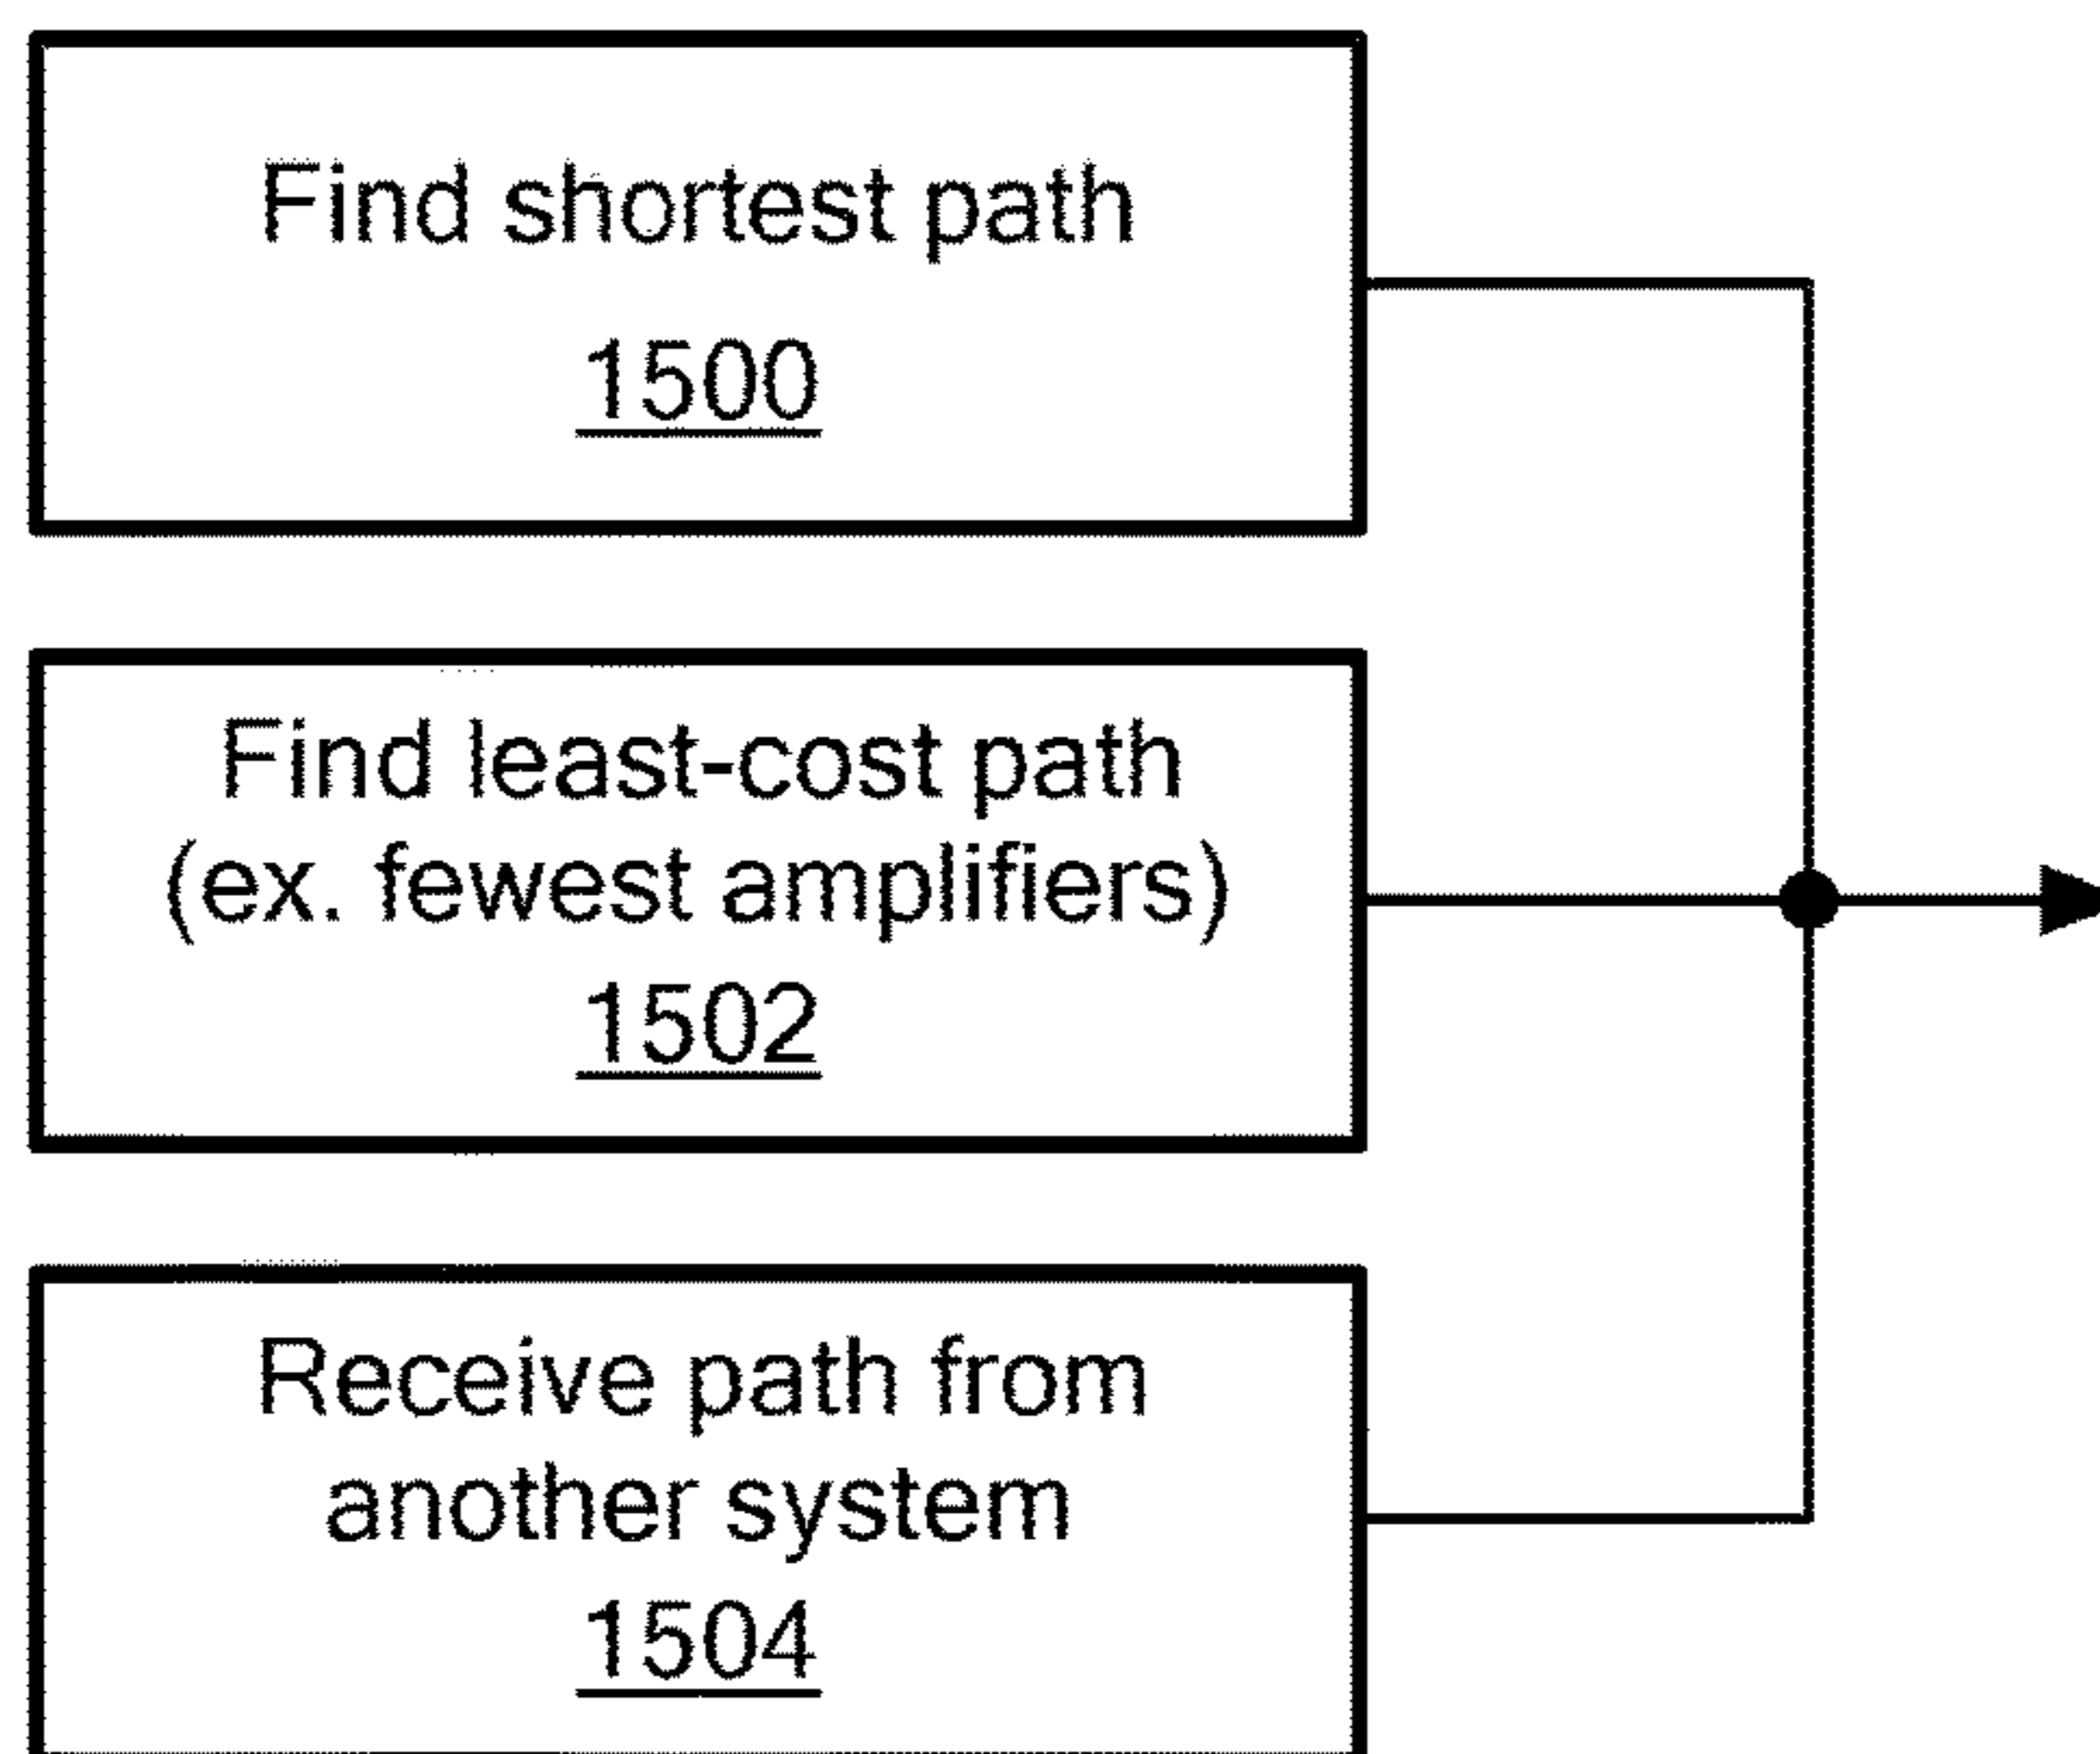 Find shortest path
1500
Find least-cost path
(ex. fewest amplifiers)
1502
Receive path from
another system
1504